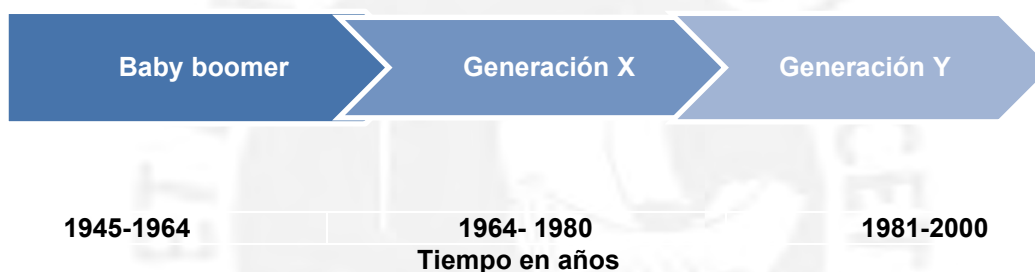 Baby boomer Generación X Generación Y
1945-1964 1964- 1980 1981-2000
Tiempo en años